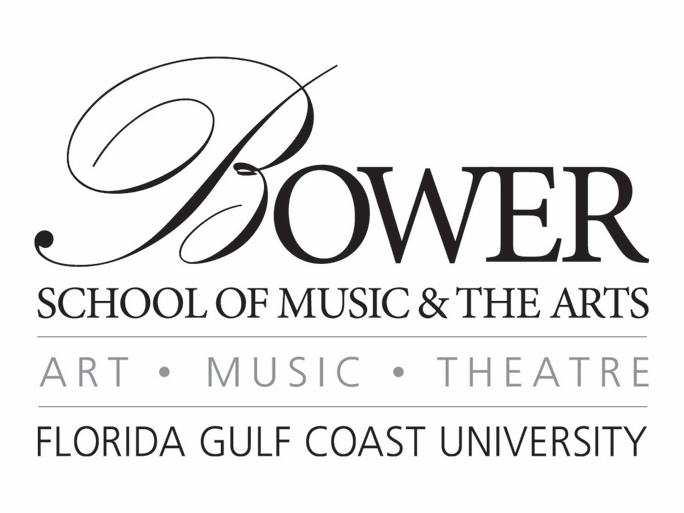 BOWER
SCHOOL OF MUSIC & THE ARTS
ART • MUSIC • THEATRE
FLORIDA GULF COAST UNIVERSITY